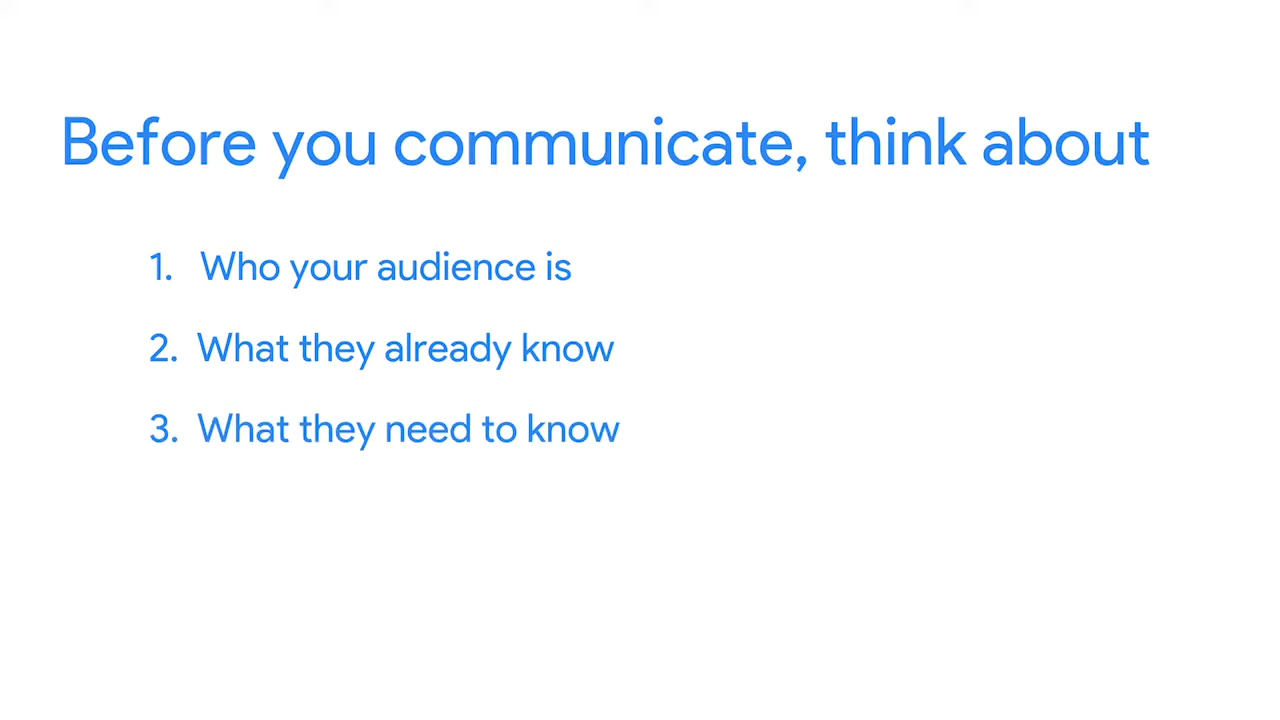 Before you communicate, think about
1. Who your audience is
2. What they already know
3. What they need to know